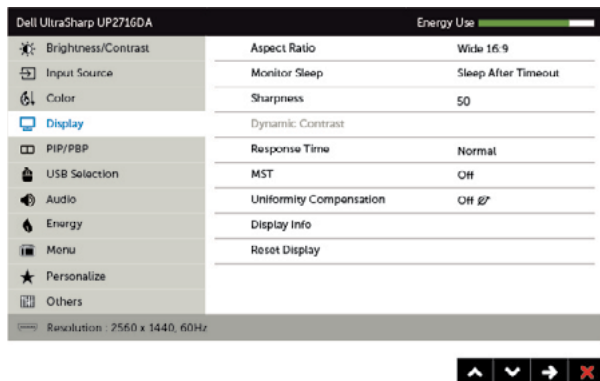 Dell UltraSharp UP2716DA Energy Use
Brightness/Contrast Aspect Ratio Wide 16:9
Input Source Monitor Sleep Sleep After Timeout
Color Sharpness 50
Display Dynamic Contrast
PIP/PBP Response Time Normal
USB Selection MST Off
Audio Uniformity Compensation Off
Energy Display Info
Menu Reset Display
Personalize
Others
Resolution : 2560 x 1440, 60Hz